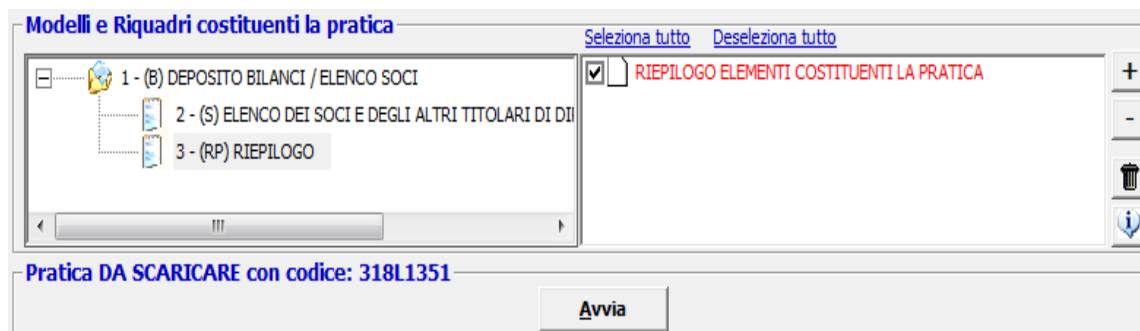 Modelli e Riquadri costituenti la pratica
Seleziona tutto Deseleziona tutto
1 - (B) DEPOSITO BILANCI / ELENCO SOCI
RIEPILOGO ELEMENTI COSTITUENTI LA PRATICA
2 - (S) ELENCO DEI SOCI E DEGLI ALTRI TITOLARI DI
3 - (RP) RIEPILOGO
Pratica DA SCARICARE con codice: 318L1351
Avvia